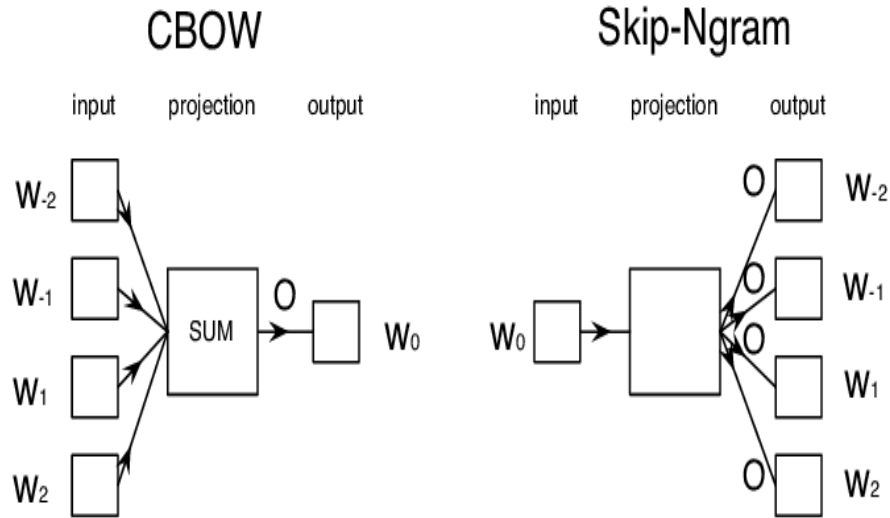 CBOW
input projection output
W-2
W-1
W1
W2
SUM
O
W0
Skip-Ngram
input projection output
W0
O
O
O
O
W-2
W-1
W1
W2